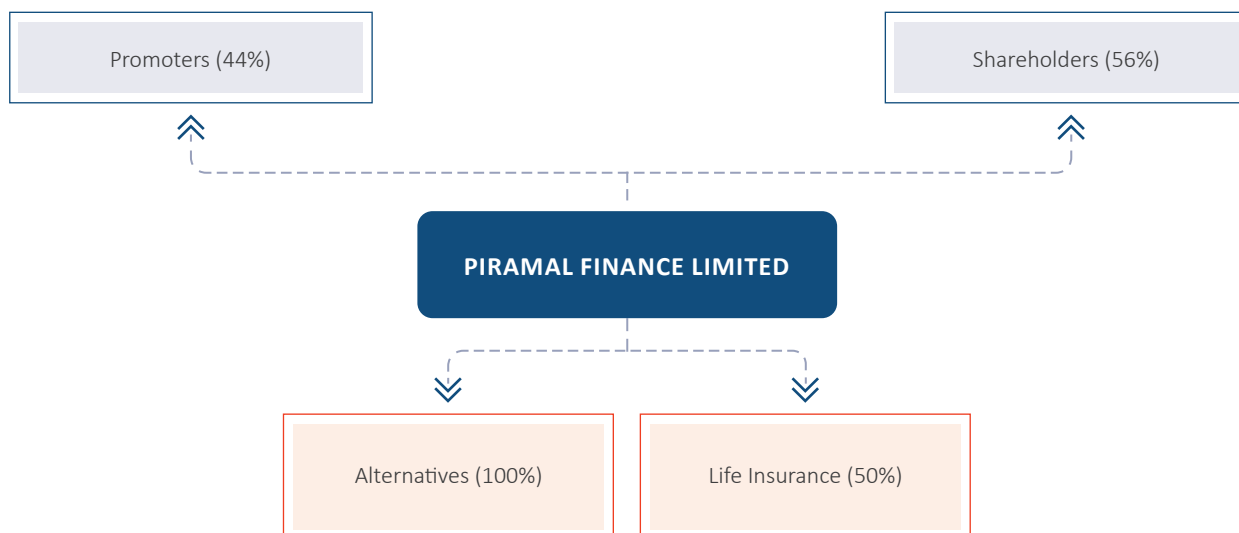 Promoters (44%)
Shareholders (56%)
PIRAMAL FINANCE LIMITED
Alternatives (100%)
Life Insurance (50%)